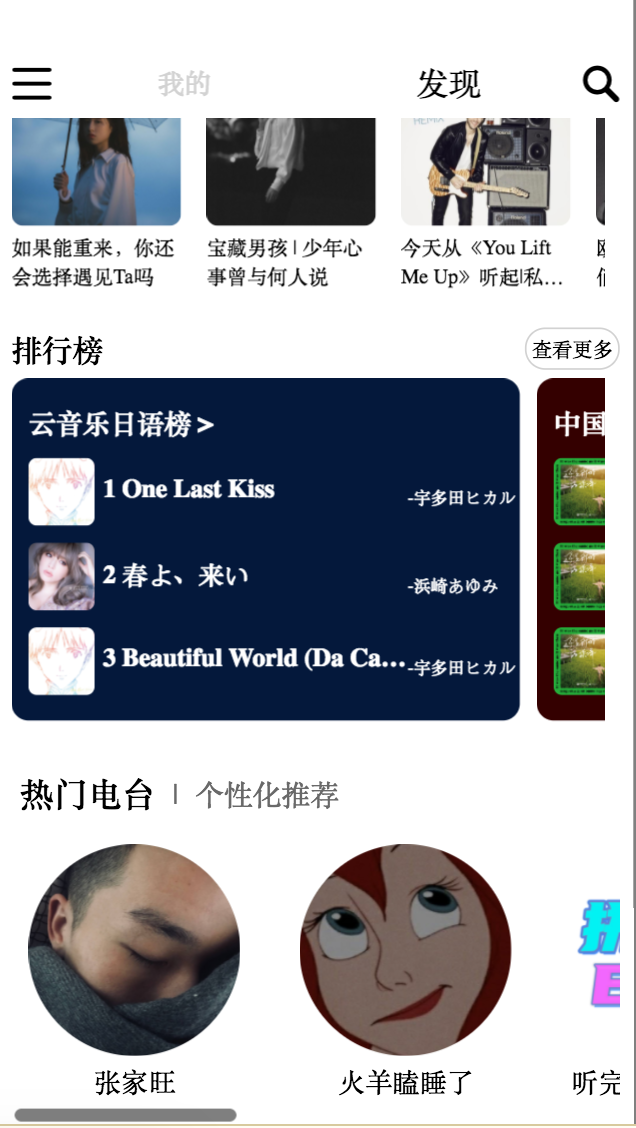 我的
发现
REMIX
如果能重来，你还
会选择遇见Ta吗
宝藏男孩 | 少年心
事曾与何人说
今天从《You Lift
Me Up》听起|私…
排行榜
查看更多
云音乐日语榜 >
1 One Last Kiss
-宇多田ヒカル
2 春よ、来い
-浜崎あゆみ
3 Beautiful World (Da Ca…
-宇多田ヒカル
中国
热门电台 | 个性化推荐
张家旺
火羊瞌睡了
听完